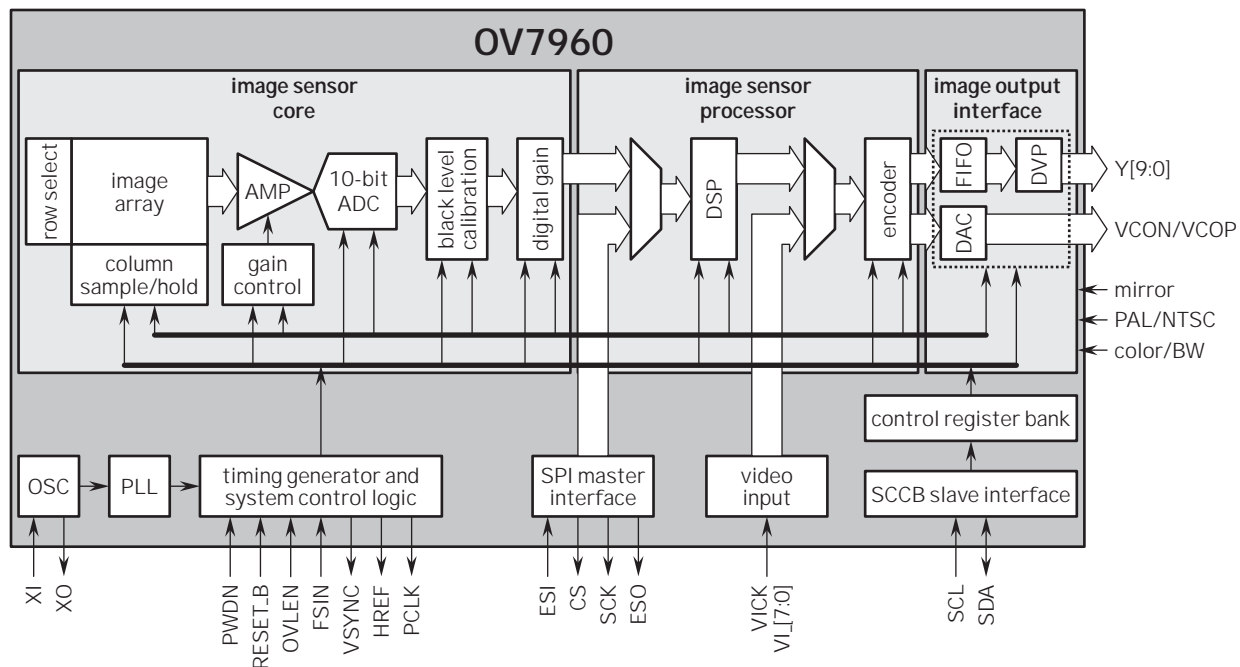 OV7960
image sensor
core
image sensor
processor
image output
interface
row select
image
array
column
sample/hold
AMP
gain
control
10-bit
ADC
black level
calibration
digital gain
DSP
encoder
FIFO
DVP
DAC
Y[9:0]
VCON/VCOP
mirror
PAL/NTSC
color/BW
control register bank
SCCB slave interface
OSC
PLL
timing generator and
system control logic
SPI master
interface
video
input
XI
XO
PWDN
RESET_B
OVLEN
FSIN
VSYNC
HREF
PCLK
ESI
CS
SCK
ESO
VICK
VI_[7:0]
SCL
SDA